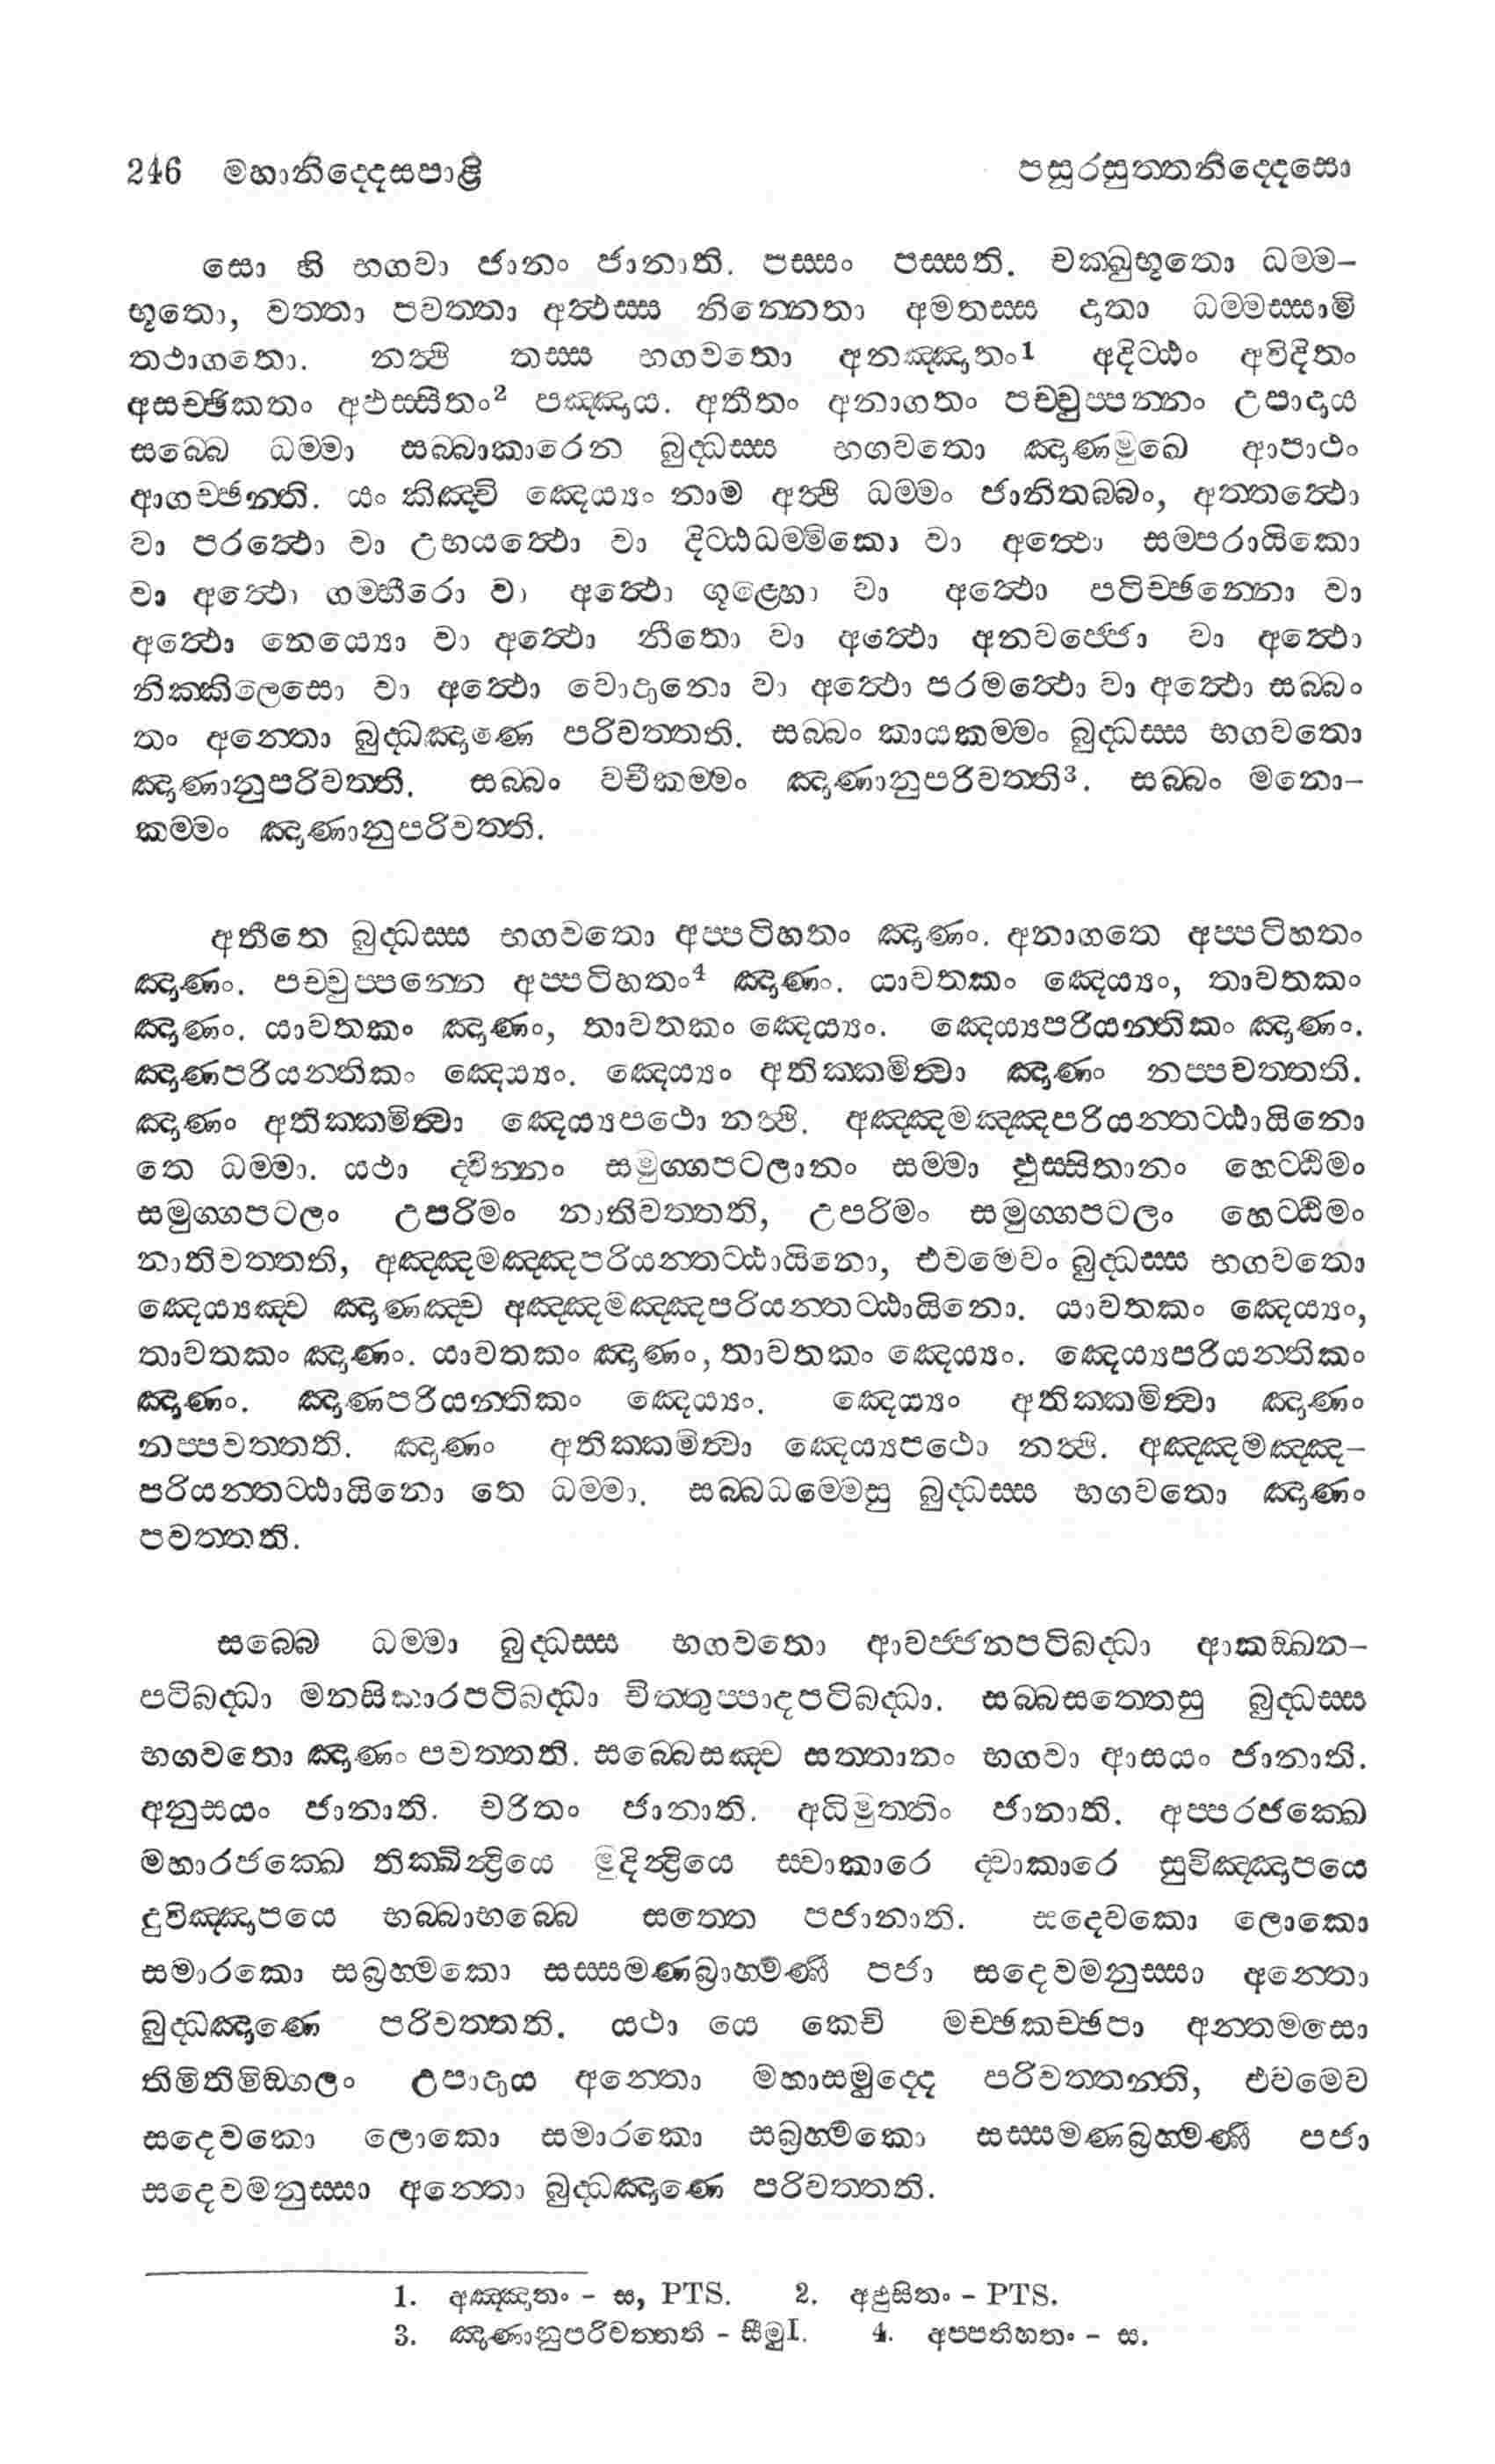 246 මහානිද්දෙසපාළි පසූරසුත්තනිද්දෙසො
සො හි භගවා ජානං ජානාති. පස්සං පස්සති. චක්ඛුභූතො ධම්ම-
භූතො, වත්තා පවත්තා අත්ථස්ස නින්නෙතා අමතස්ස දාතා ධම්මස්සාමි
තථාගතො. නත්ථි තස්ස භගවතො අනඤ්ඤාතං1 අදිට්ඨං අවිදිතං
අසච්ඡිකතං අඵස්සිතං2 පඤ්ඤාය. අතීතං අනාගතං පච්චුප්පන්නං උපාදාය
සබ්බෙ ධම්මා සබ්බාකාරෙන බුද්ධස්ස භගවතො ඤාණමුඛෙ ආපාථං
ආගච්ඡන්ති. යං කිඤ්චි ඤෙය්‍යං නාම අත්ථි ධම්මං ජානිතබ්බං, අත්තත්ථො
වා පරත්ථො වා උභයත්ථො වා දිට්ඨධම්මිකො වා අත්ථො සම්පරායිකො
වා අත්ථො ගම්භීරො වා අත්ථො ගූළ්හො වා අත්ථො පටිච්ඡන්නො වා
අත්ථො නෙය්‍යො වා අත්ථො නීතො වා අත්ථො අනවජ්ජො වා අත්ථො
නික්කිලෙසො වා අත්ථො වොදානො වා අත්ථො පරමත්ථො වා අත්ථො සබ්බං
තං අන්තො බුද්ධඤාණෙ පරිවත්තති. සබ්බං කායකම්මං බුද්ධස්ස භගවතො
ඤාණානුපරිවත්ති. සබ්බං වචීකම්මං ඤාණානුපරිවත්ති3. සබ්බං මනො-
කම්මං ඤාණානුපරිවත්ති.
අතීතෙ බුද්ධස්ස භගවතො අප්පටිහතං ඤාණං. අනාගතෙ අප්පටිහතං
ඤාණං. පච්චුප්පන්නෙ අප්පටිහතං4 ඤාණං. යාවතකං ඤෙය්‍යං, තාවතකං
ඤාණං. යාවතකං ඤාණං, තාවතකං ඤෙය්‍යං. ඤෙය්‍යපරියන්තිකං ඤාණං.
ඤාණපරියන්තිකං ඤෙය්‍යං. ඤෙය්‍යං අතික්කමිත්වා ඤාණං නප්පවත්තති.
ඤාණං අතික්කමිත්වා ඤෙය්‍යපථො නත්ථි. අඤ්ඤමඤ්ඤපරියන්තට්ඨායිනො
තෙ ධම්මා. යථා ද්වින්නං සමුග්ගපටලානං සම්මා ඵුස්සිතානං හෙට්ඨිමං
සමුග්ගපටලං උපරිමං නාතිවත්තති, උපරිමං සමුග්ගපටලං හෙට්ඨිමං
නාතිවත්තති, අඤ්ඤමඤ්ඤපරියන්තට්ඨායිනො, එවමෙවං බුද්ධස්ස භගවතො
ඤෙය්‍යඤ්ච ඤාණඤ්ච අඤ්ඤමඤ්ඤපරියන්තට්ඨායිනො. යාවතකං ඤෙය්‍යං,
තාවතකං ඤාණං. යාවතකං ඤාණං, තාවතකං ඤෙය්‍යං. ඤෙය්‍යපරියන්තිකං
ඤාණං. ඤාණපරියන්තිකං ඤෙය්‍යං. ඤෙය්‍යං අතික්කමිත්වා ඤාණං
නප්පවත්තති. ඤාණං අතික්කමිත්වා ඤෙය්‍යපථො නත්ථි. අඤ්ඤමඤ්ඤ-
පරියන්තට්ඨායිනො තෙ ධම්මා. සබ්බධම්මෙසු බුද්ධස්ස භගවතො ඤාණං
පවත්තති.
සබ්බෙ ධම්මා බුද්ධස්ස භගවතො ආවජ්ජනපටිබද්ධා ආකඞ්ඛන-
පටිබද්ධා මනසිකාරපටිබද්ධා චිත්තුප්පාදපටිබද්ධා. සබ්බසත්තෙසු බුද්ධස්ස
භගවතො ඤාණං පවත්තති. සබ්බෙසඤ්ච සත්තානං භගවා ආසයං ජානාති.
අනුසයං ජානාති. චරිතං ජානාති. අධිමුත්තිං ජානාති. අප්පරජක්ඛෙ
මහාරජක්ඛෙ තික්ඛින්ද්‍රියෙ මුදින්ද්‍රියෙ ස්වාකාරෙ ද්වාකාරෙ සුවිඤ්ඤාපයෙ
දුවිඤ්ඤාපයෙ භබ්බාභබ්බෙ සත්තෙ පජානාති. සදෙවකො ලොකො
සමාරකො සබ්‍රහ්මකො සස්සමණබ්‍රාහ්මණී පජා සදෙවමනුස්සා අන්තො
බුද්ධඤාණෙ පරිවත්තති. යථා යෙ කෙචි මච්ඡකච්ඡපා අන්තමසො
තිමිතිමිඞ්ගලං උපාදාය අන්තො මහාසමුද්දෙ පරිවත්තන්ති, එවමෙව
සදෙවකො ලොකො සමාරකො සබ්‍රහ්මකො සස්සමණබ්‍රහ්මණී පජා
සදෙවමනුස්සා අන්තො බුද්ධඤාණෙ පරිවත්තති.
1. අඤ්ඤාතං - ස, PTS. 2. අඵුසිතං - PTS.
3. ඤාණානුපරිවත්තති - සීමුI. 4. අප්පතිහතං - ස.